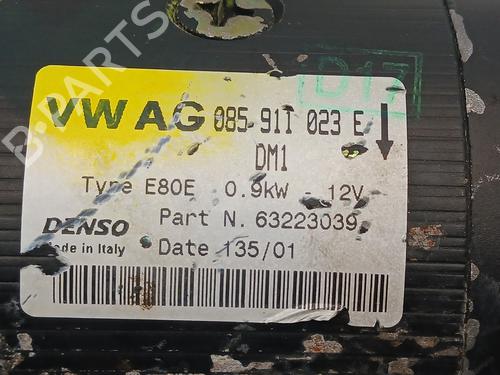 D17
VW AG 085 911 023 E
DM1
Type E80E 0.9kW - 12V
DENSO Part N. 63223039
Made in Italy Date 135/01
B-PARTS